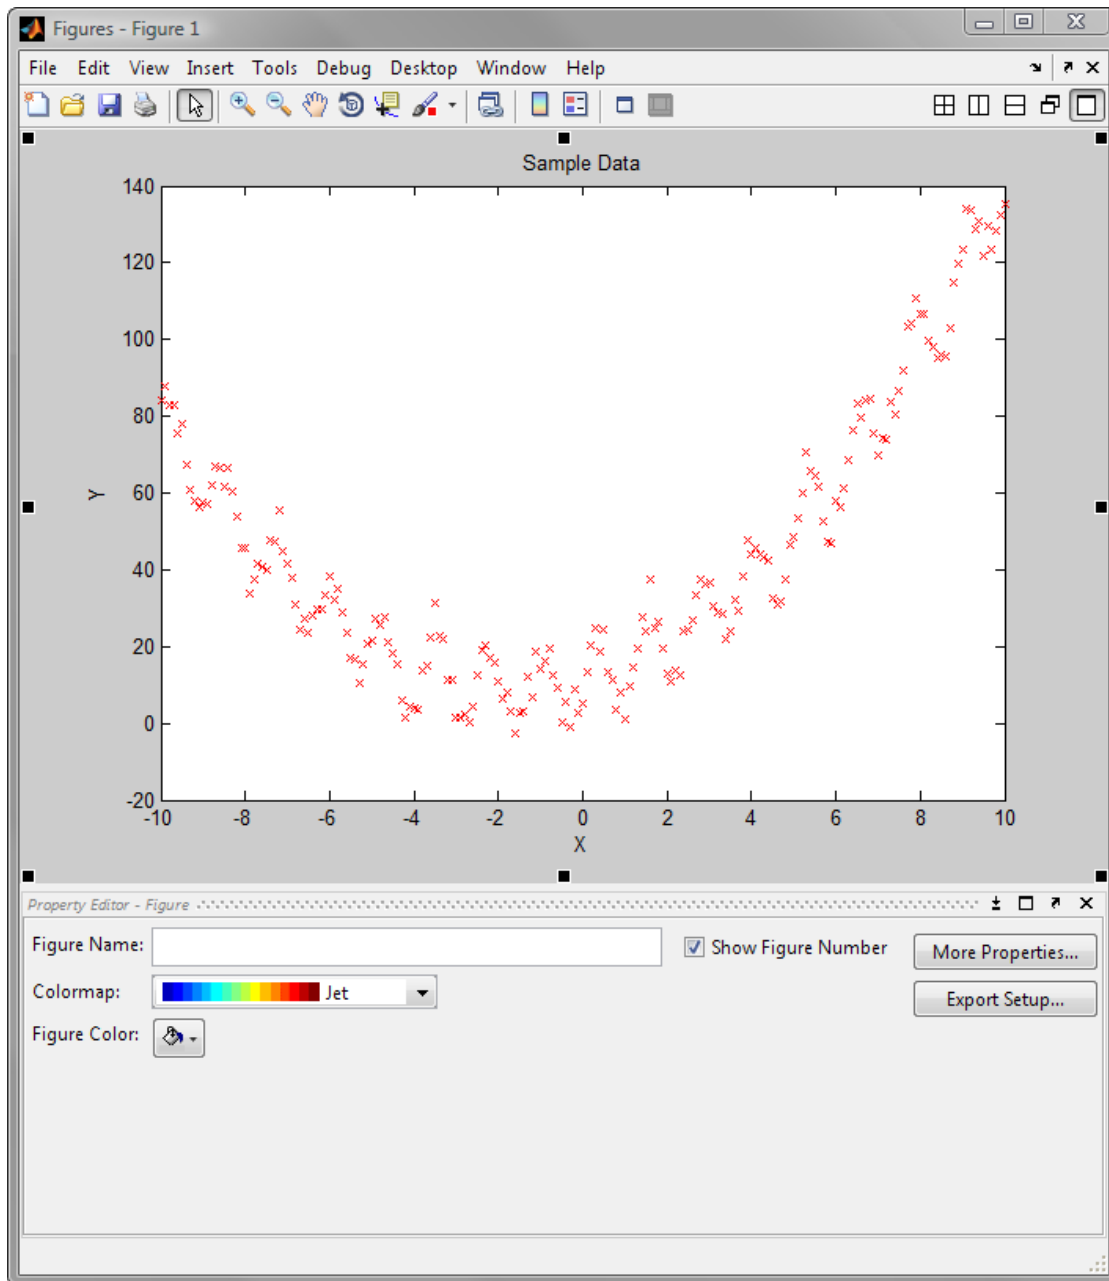 Figures - Figure 1
File Edit View Insert Tools Debug Desktop Window Help
Sample Data
140
120
100
80
60
40
20
0
-20
Y
-10 -8 -6 -4 -2 0 2 4 6 8 10
X
Property Editor - Figure
Figure Name: Show Figure Number More Properties...
Colormap: Jet Export Setup...
Figure Color: